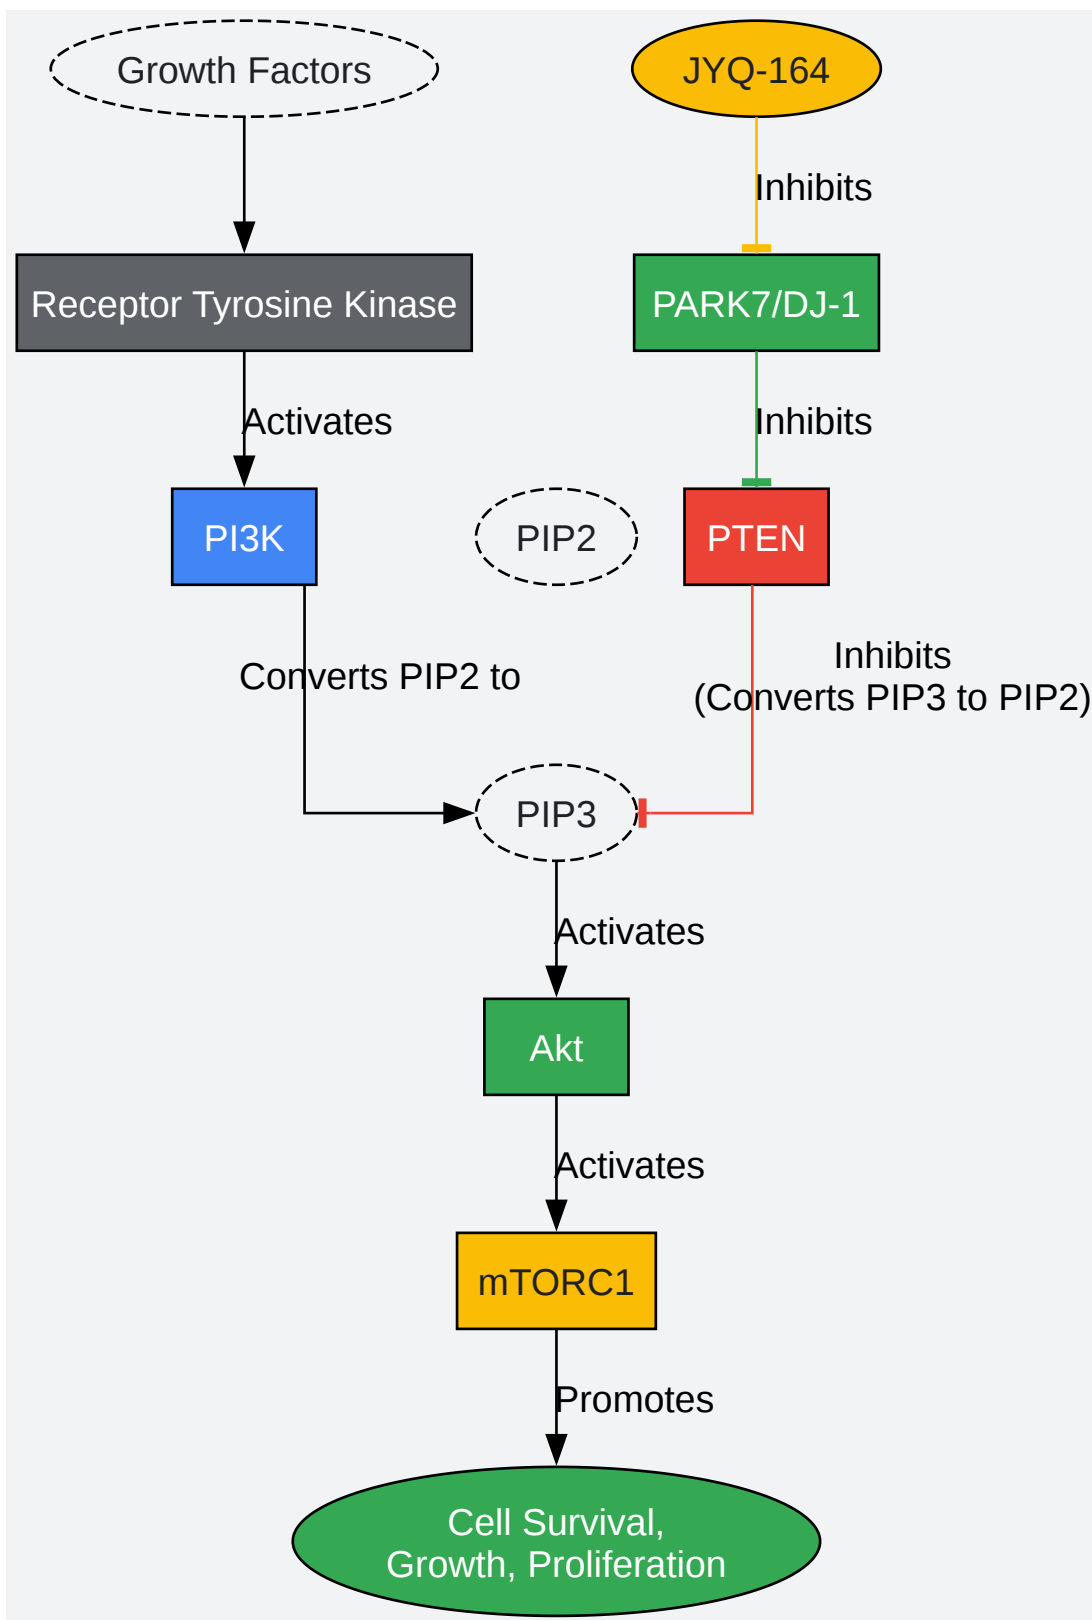 Growth Factors
JYQ-164
Inhibits
Receptor Tyrosine Kinase
PARK7/DJ-1
Activates
Inhibits
PI3K
PIP2
PTEN
Converts PIP2 to
Inhibits
(Converts PIP3 to PIP2)
PIP3
Activates
Akt
Activates
mTORC1
Promotes
Cell Survival,
Growth, Proliferation